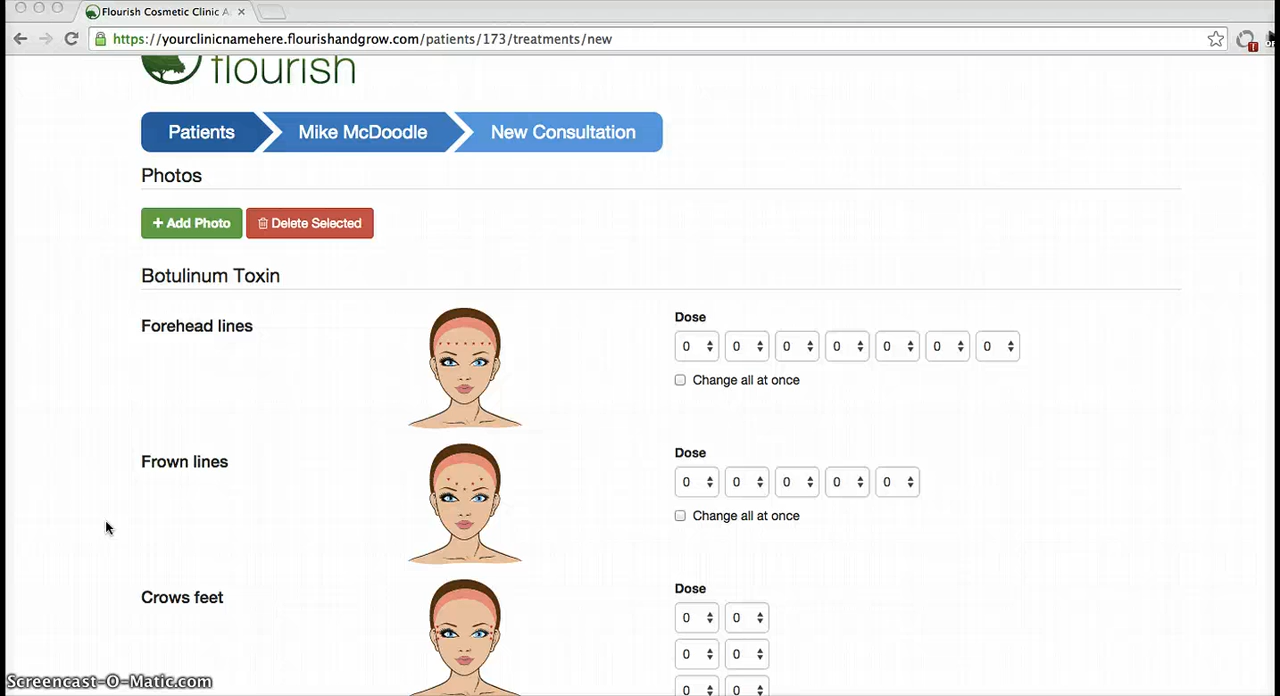 Flourish Cosmetic Clinic
https://yourclinicnamehere.flourishandgrow.com/patients/173/treatments/new
flourish
Patients Mike McDoodle New Consultation
Photos
+ Add Photo Delete Selected
Botulinum Toxin
Forehead lines
Dose
0 0 0 0 0 0 0
Change all at once
Frown lines
Dose
0 0 0 0 0
Change all at once
Crows feet
Dose
0 0
0 0
0 0
Screencast-O-Matic.com